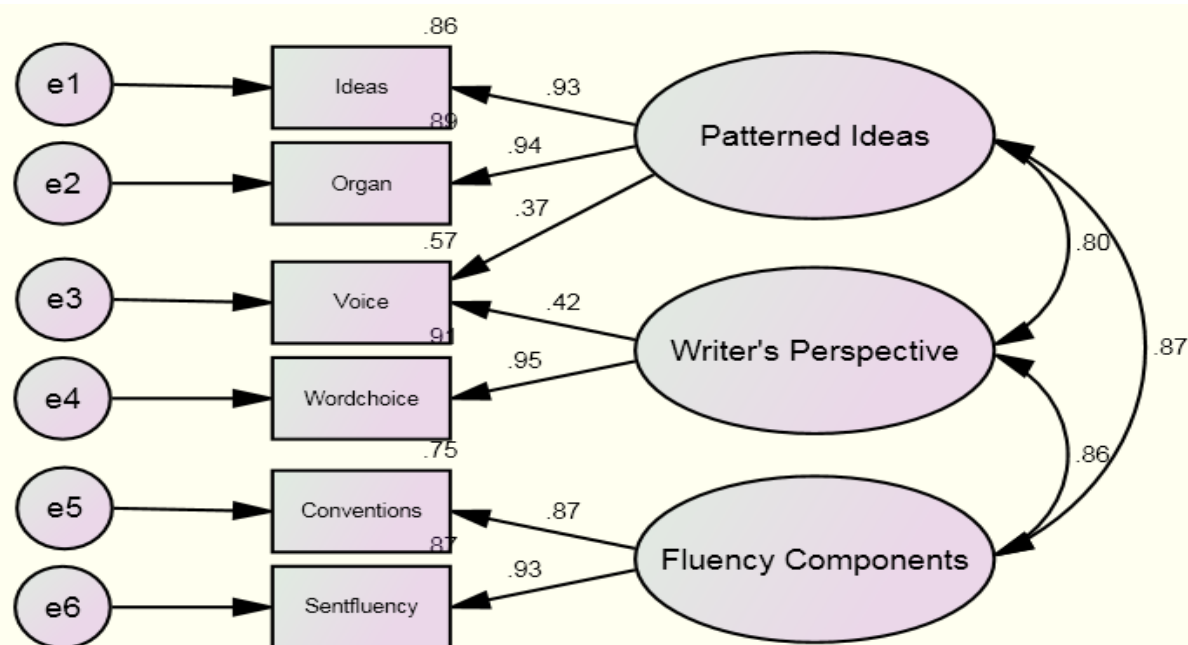 .86
e1
Ideas
.93
Patterned Ideas
.89
e2
Organ
.94
.37
.57
.80
e3
Voice
.42
Writer's Perspective
.87
.91
e4
Wordchoice
.95
.75
.86
e5
Conventions
.87
Fluency Components
.87
e6
Sentfluency
.93